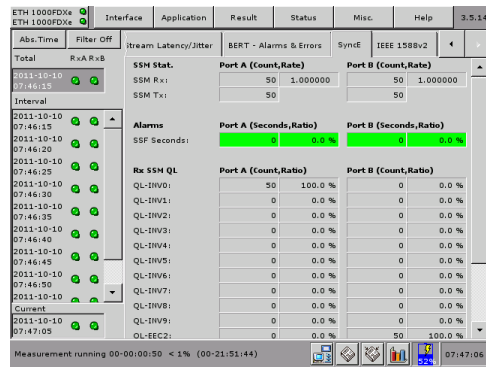 ETH 1000FDXe
ETH 1000FDXe
Interface Application Result Status Misc. Help 3.5.14
Abs.Time Filter Off
Stream Latency/Jitter BERT - Alarms & Errors SyncE IEEE 1588v2
Total RxA RxB
2011-10-10
07:46:15
Interval
2011-10-10
07:46:15
2011-10-10
07:46:20
2011-10-10
07:46:25
2011-10-10
07:46:30
2011-10-10
07:46:35
2011-10-10
07:46:40
2011-10-10
07:46:45
2011-10-10
07:46:50
2011-10-10
Current
2011-10-10
07:47:05
SSM Stat. Port A (Count,Rate) Port B (Count,Rate)
SSM Rx: 50 1.000000 50 1.000000
SSM Tx: 50 50
Alarms Port A (Seconds,Ratio) Port B (Seconds,Ratio)
SSF Seconds: 0 0.0 % 0 0.0 %
Rx SSM QL Port A (Count,Ratio) Port B (Count,Ratio)
QL-INV0: 50 100.0 % 0 0.0 %
QL-INV1: 0 0.0 % 0 0.0 %
QL-INV2: 0 0.0 % 0 0.0 %
QL-INV3: 0 0.0 % 0 0.0 %
QL-INV4: 0 0.0 % 0 0.0 %
QL-INV5: 0 0.0 % 0 0.0 %
QL-INV6: 0 0.0 % 0 0.0 %
QL-INV7: 0 0.0 % 0 0.0 %
QL-INV8: 0 0.0 % 0 0.0 %
QL-INV9: 0 0.0 % 0 0.0 %
QL-EEC2: 0 0.0 % 50 100.0 %
Measurement running 00-00:00:50 < 1% (00-21:51:44) 52% 07:47:06